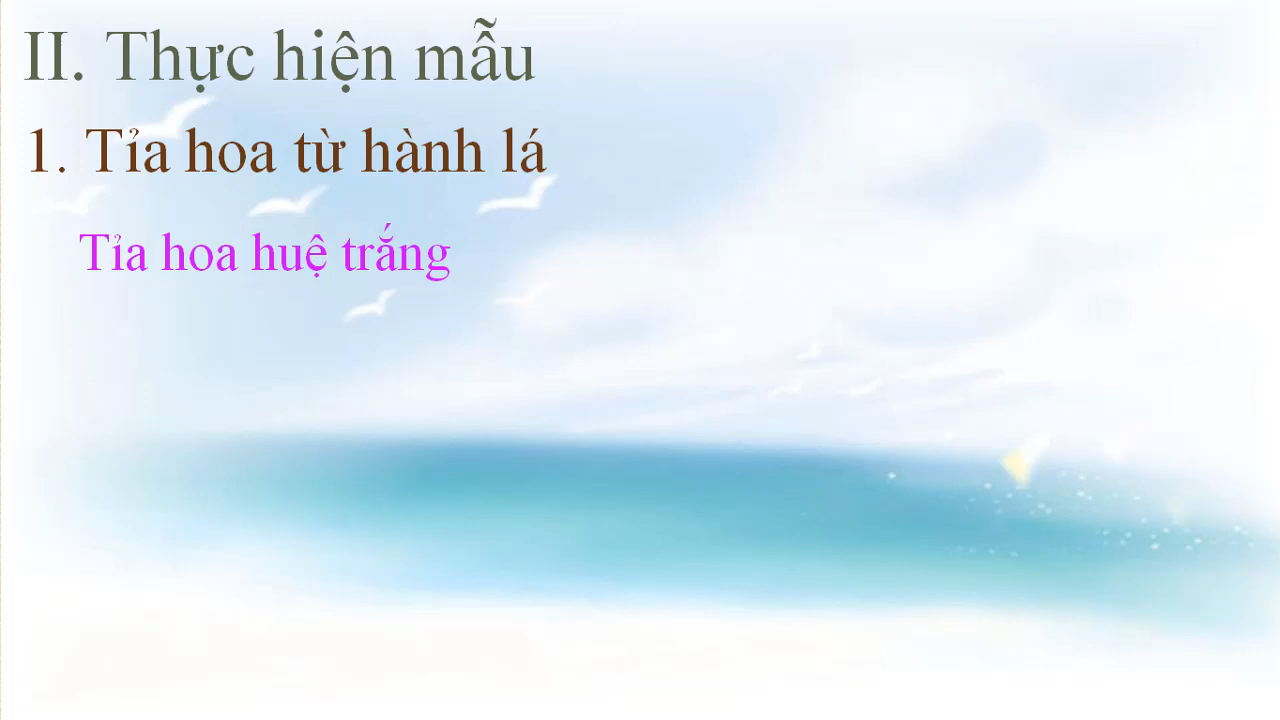 II. Thực hiện mẫu
1. Tỉa hoa từ hành lá
Tỉa hoa huệ trắng